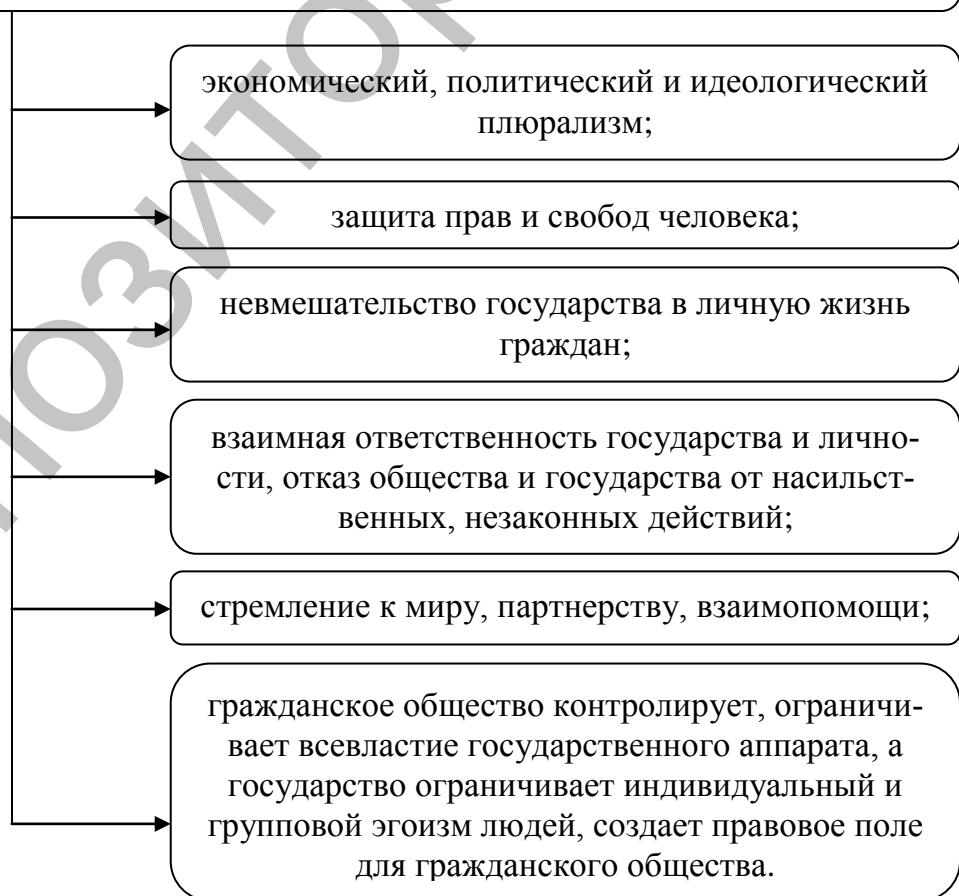 экономический, политический и идеологический
плюрализм;
защита прав и свобод человека;
невмешательство государства в личную жизнь
граждан;
взаимная ответственность государства и лично-
сти, отказ общества и государства от насильст-
венных, незаконных действий;
стремление к миру, партнерству, взаимопомощи;
гражданское общество контролирует, ограничи-
вает всевластие государственного аппарата, а
государство ограничивает индивидуальный и
групповой эгоизм людей, создает правовое поле
для гражданского общества.